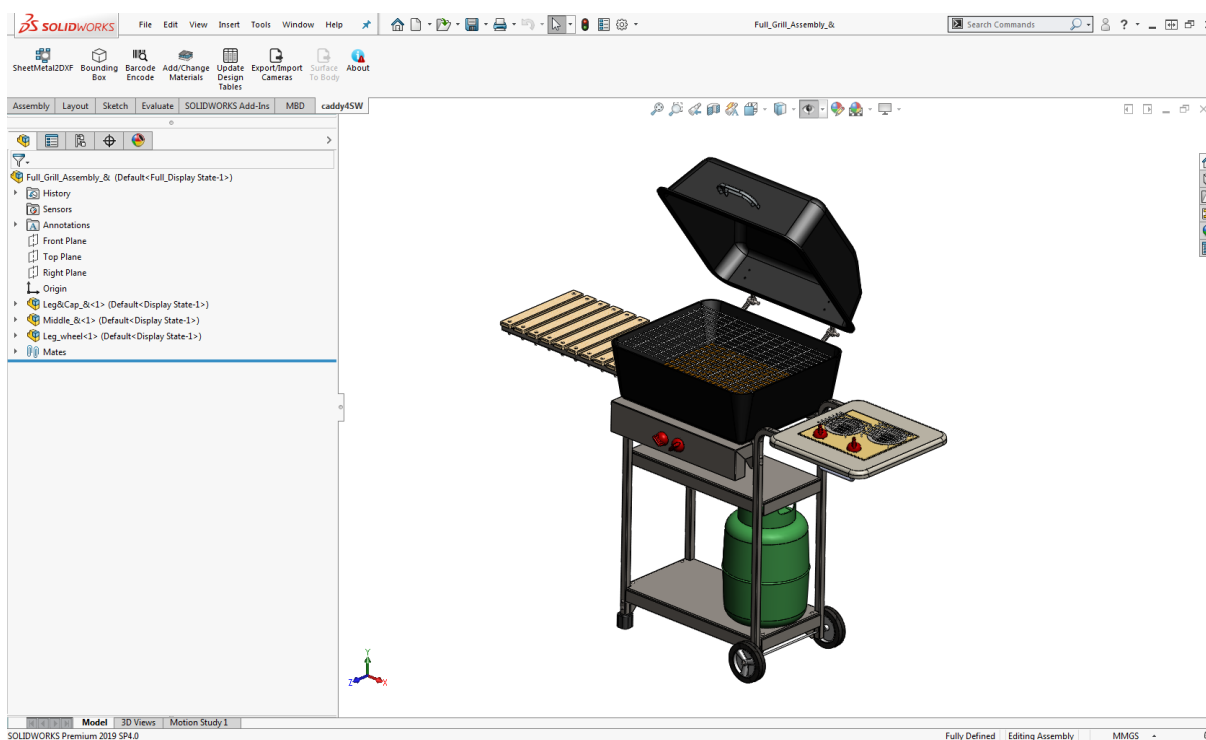 SOLIDWORKS File Edit View Insert Tools Window Help Full_Grill_Assembly_& Search Commands ?
SheetMetal2DXF Bounding Box Barcode Encode Add/Change Materials Update Design Tables Export/Import Cameras Surface To Body About
Assembly Layout Sketch Evaluate SOLIDWORKS Add-Ins MBD caddy4SW
Full_Grill_Assembly_& (Default<Full_Display State-1>)
History
Sensors
A Annotations
Front Plane
Top Plane
Right Plane
Origin
Leg&Cap_&<1> (Default<Display State-1>)
Middle_&<1> (Default<Display State-1>)
Leg_wheel<1> (Default<Display State-1>)
Mates
Y
Z X
Model 3D Views Motion Study 1
SOLIDWORKS Premium 2019 SP4.0 Fully Defined Editing Assembly MMGS